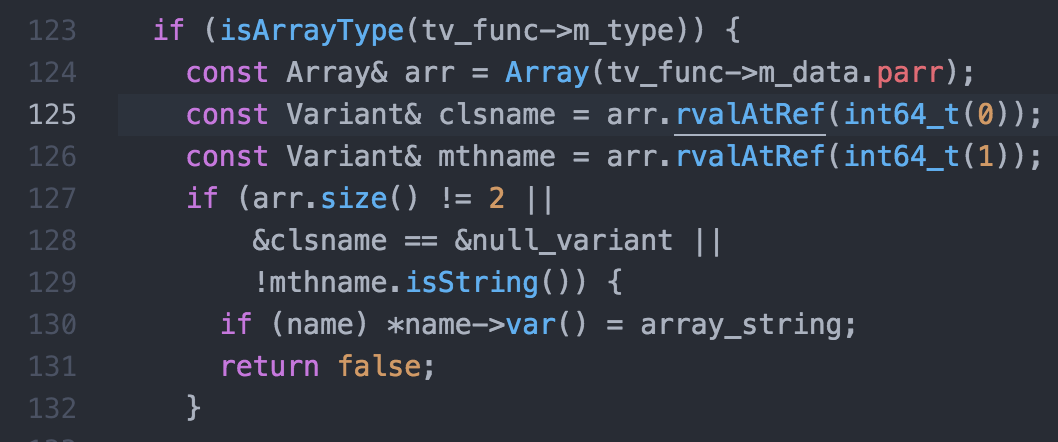 123 if (isArrayType(tv_func->m_type)) {
124 const Array& arr = Array(tv_func->m_data.parr);
125 const Variant& clsname = arr.rvalAtRef(int64_t(0));
126 const Variant& mthname = arr.rvalAtRef(int64_t(1));
127 if (arr.size() != 2 ||
128 &clsname == &null_variant ||
129 !mthname.isString()) {
130 if (name) *name->var() = array_string;
131 return false;
132 }